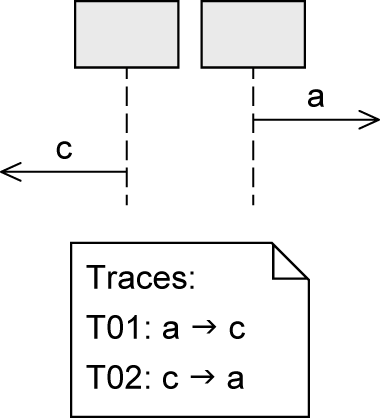 a
c
Traces:
T01: a → c
T02: c → a